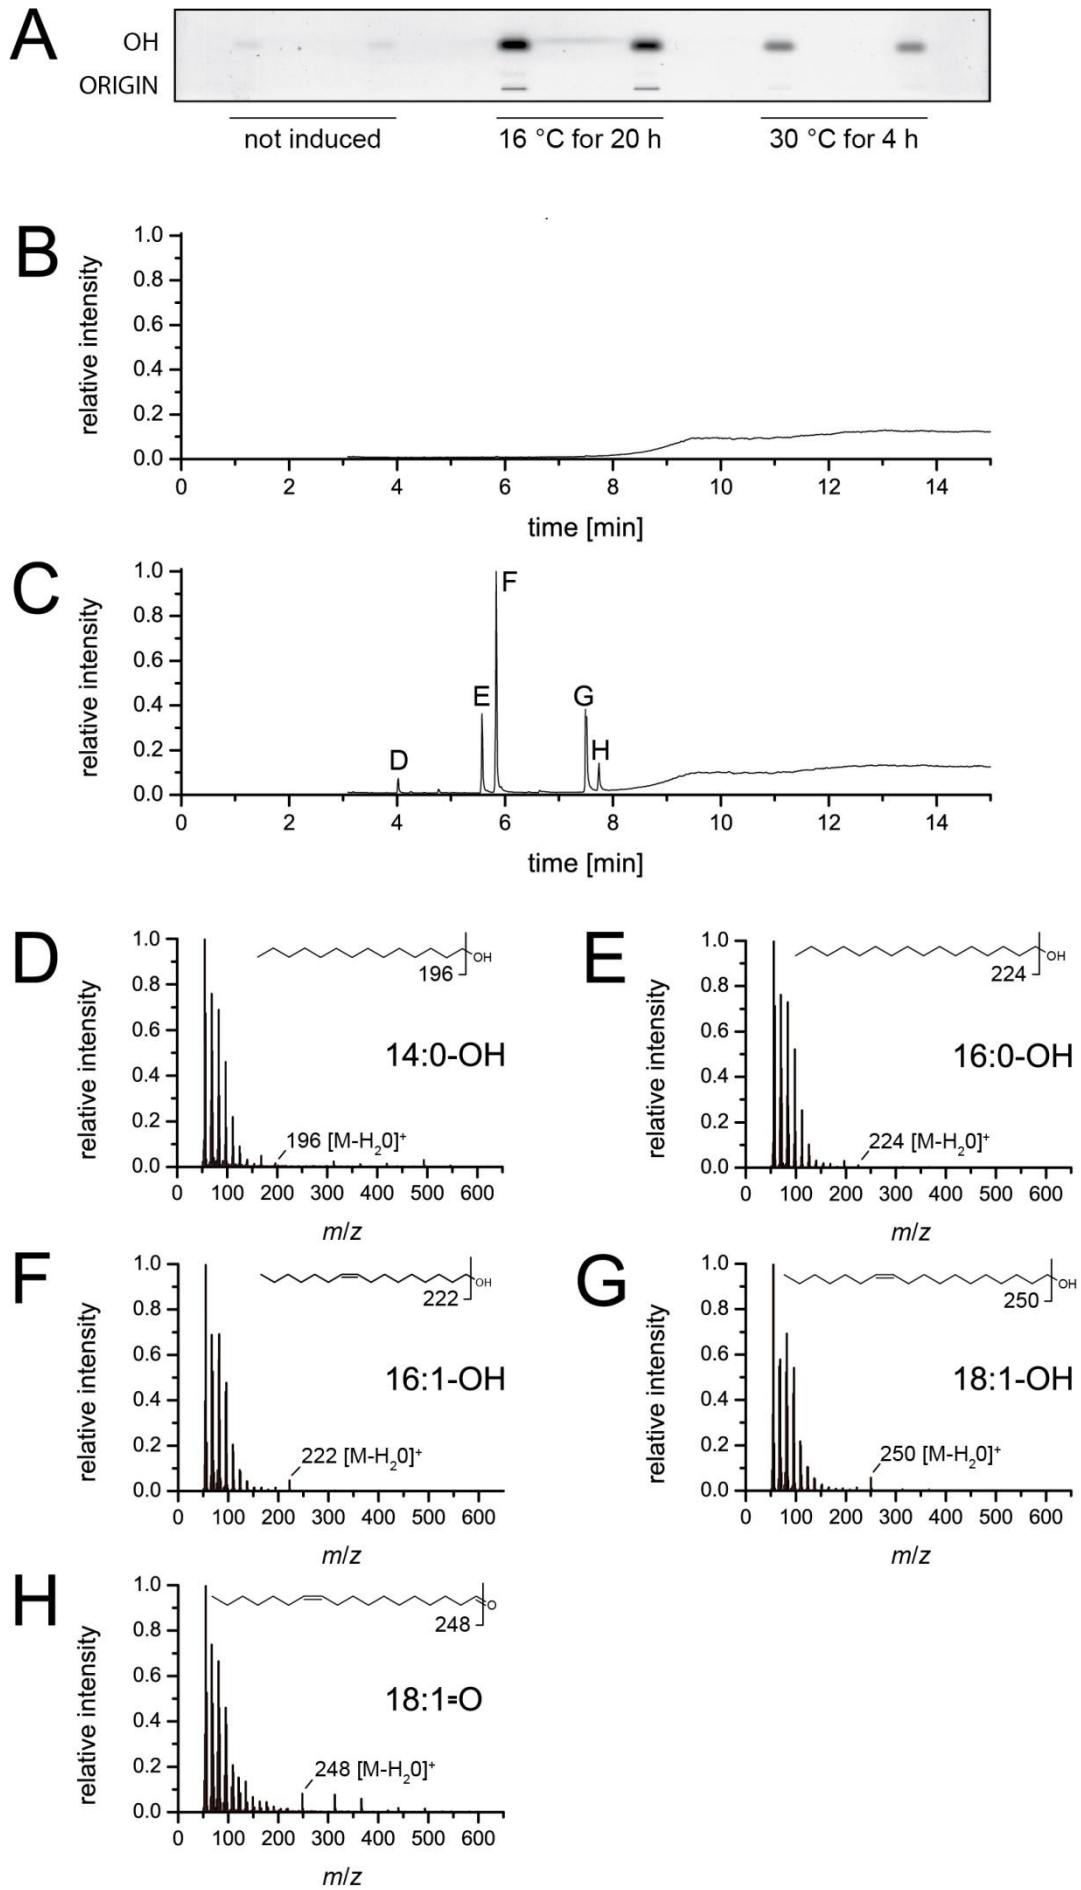 A
OH
ORIGIN
not induced
16 °C for 20 h
30 °C for 4 h
B
relative intensity
1.0
0.8
0.6
0.4
0.2
0.0
0 2 4 6 8 10 12 14
time [min]
C
relative intensity
1.0
0.8
0.6
0.4
0.2
0.0
D
E
F
G
H
0 2 4 6 8 10 12 14
time [min]
D
relative intensity
1.0
0.8
0.6
0.4
0.2
0.0
OH
196
14:0-OH
196 [M-H₂0]⁺
0 100 200 300 400 500 600
m/z
E
relative intensity
1.0
0.8
0.6
0.4
0.2
0.0
OH
224
16:0-OH
224 [M-H₂0]⁺
0 100 200 300 400 500 600
m/z
F
relative intensity
1.0
0.8
0.6
0.4
0.2
0.0
OH
222
16:1-OH
222 [M-H₂0]⁺
0 100 200 300 400 500 600
m/z
G
relative intensity
1.0
0.8
0.6
0.4
0.2
0.0
OH
250
18:1-OH
250 [M-H₂0]⁺
0 100 200 300 400 500 600
m/z
H
relative intensity
1.0
0.8
0.6
0.4
0.2
0.0
O
248
18:1=O
248 [M-H₂0]⁺
0 100 200 300 400 500 600
m/z